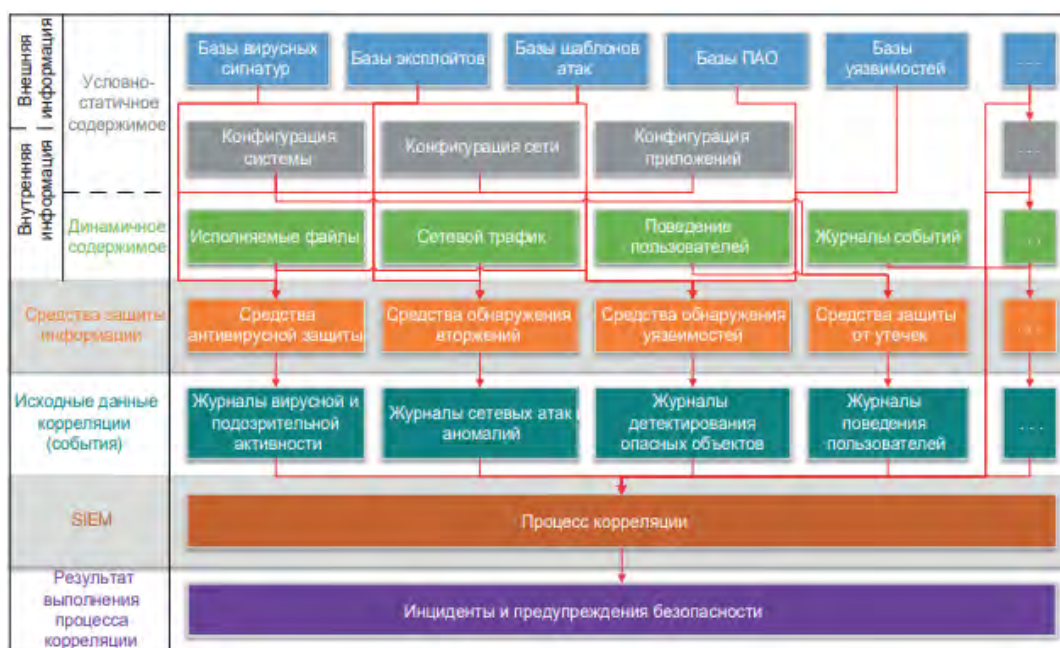 Внешняя
информация
Внутренняя
информация
Условно-
статичное
содержимое
Динамичное
содержимое
Базы вирусных
сигнатур
Базы эксплойтов
Базы шаблонов
атак
Базы ПАО
Базы
уязвимостей
. . .
Конфигурация
системы
Конфигурация сети
Конфигурация
приложений
. . .
Исполняемые файлы
Сетевой трафик
Поведение
пользователей
Журналы событий
. . .
Средства защиты
информации
Средства
антивирусной защиты
Средства обнаружения
вторжений
Средства обнаружения
уязвимостей
Средства защиты
от утечек
. . .
Исходные данные
корреляции
(события)
Журналы вирусной и
подозрительной
активности
Журналы сетевых атак и
аномалий
Журналы
детектирования
опасных объектов
Журналы
поведения
пользователей
. . .
SIEM
Процесс корреляции
Результат
выполнения
процесса
корреляции
Инциденты и предупреждения безопасности